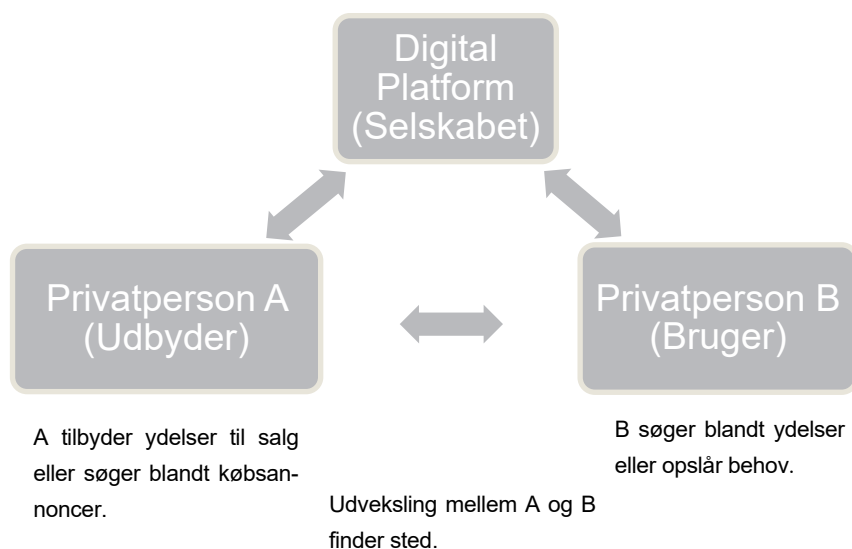 Digital
Platform
(Selskabet)
Privatperson A
(Udbyder)
Privatperson B
(Bruger)
A tilbyder ydelser til salg
eller søger blandt købsan-
noncer.
B søger blandt ydelser
eller opslår behov.
Udveksling mellem A og B
finder sted.